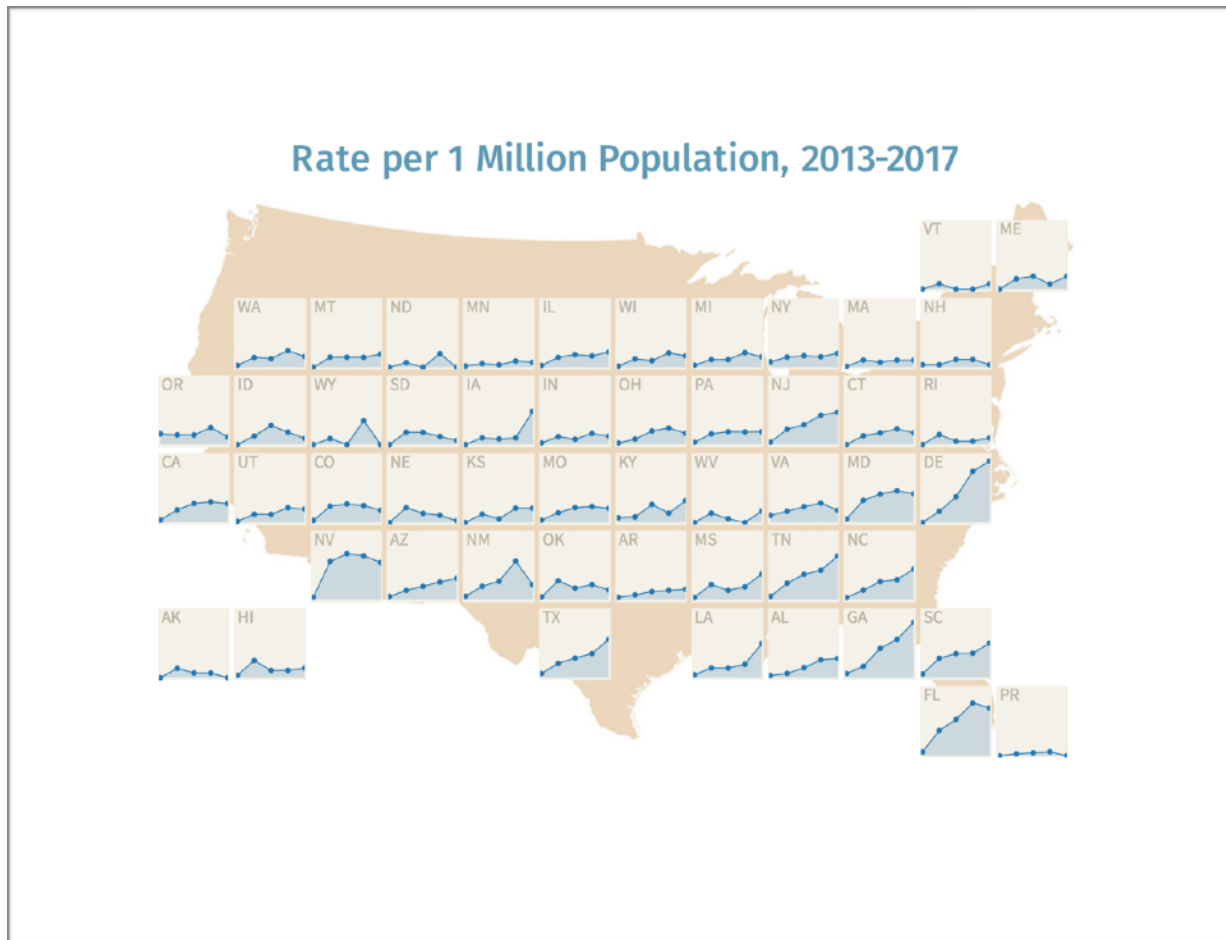 Rate per 1 Million Population, 2013-2017
VT ME
WA MT ND MN IL WI MI NY MA NH
OR ID WY SD IA IN OH PA NJ CT RI
CA UT CO NE KS MO KY WV VA MD DE
NV AZ NM OK AR MS TN NC
AK HI TX LA AL GA SC
FL PR